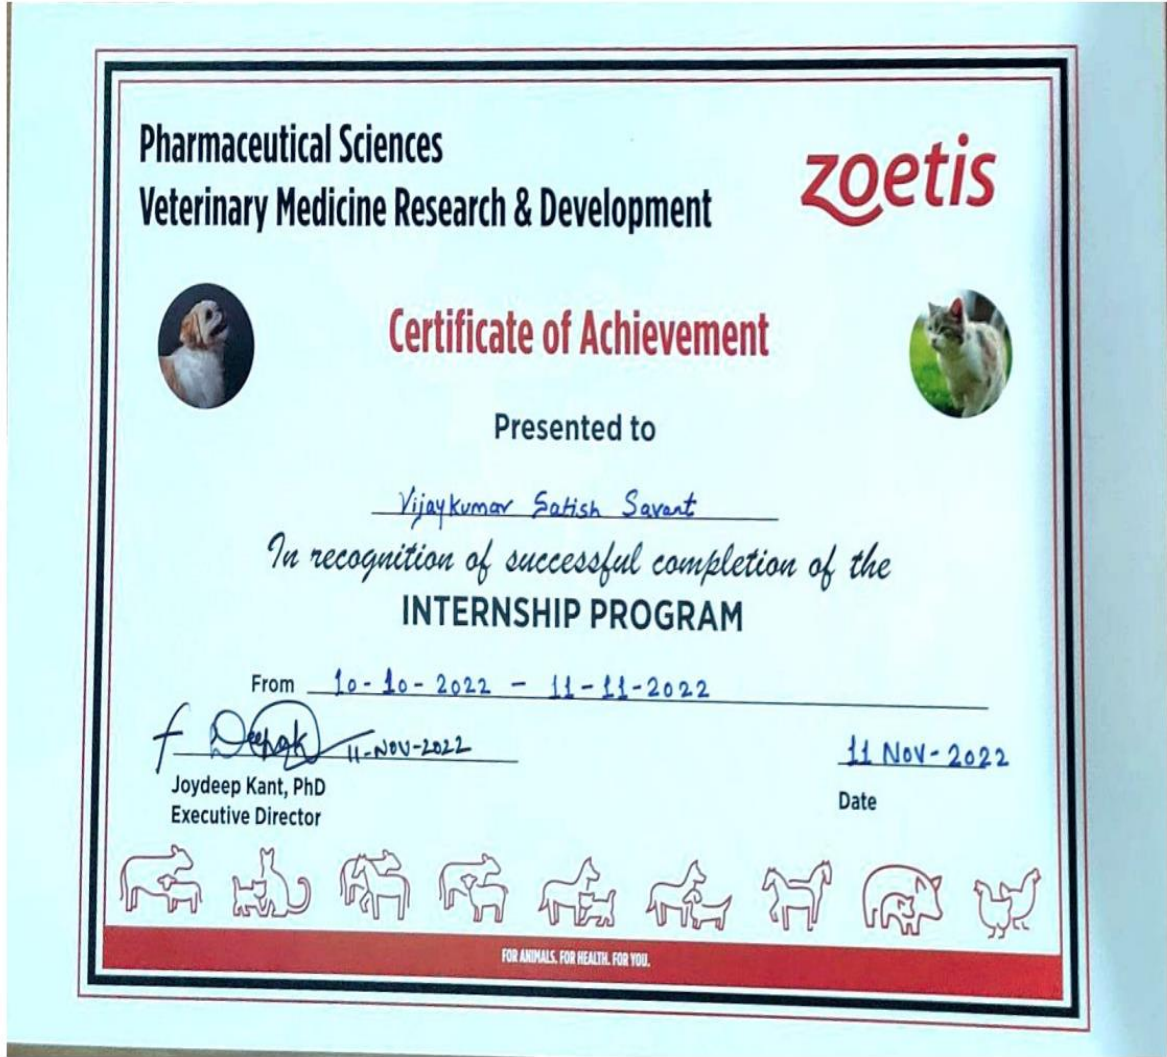 Pharmaceutical Sciences
Veterinary Medicine Research & Development
zoetis
Certificate of Achievement
Presented to
Vijaykumar Satish Savant
In recognition of successful completion of the
INTERNSHIP PROGRAM
From 10-10-2022 - 11-11-2022
f Deepak 11-NOV-2022
11 NOV-2022
Joydeep Kant, PhD
Executive Director
Date
FOR ANIMALS. FOR HEALTH. FOR YOU.